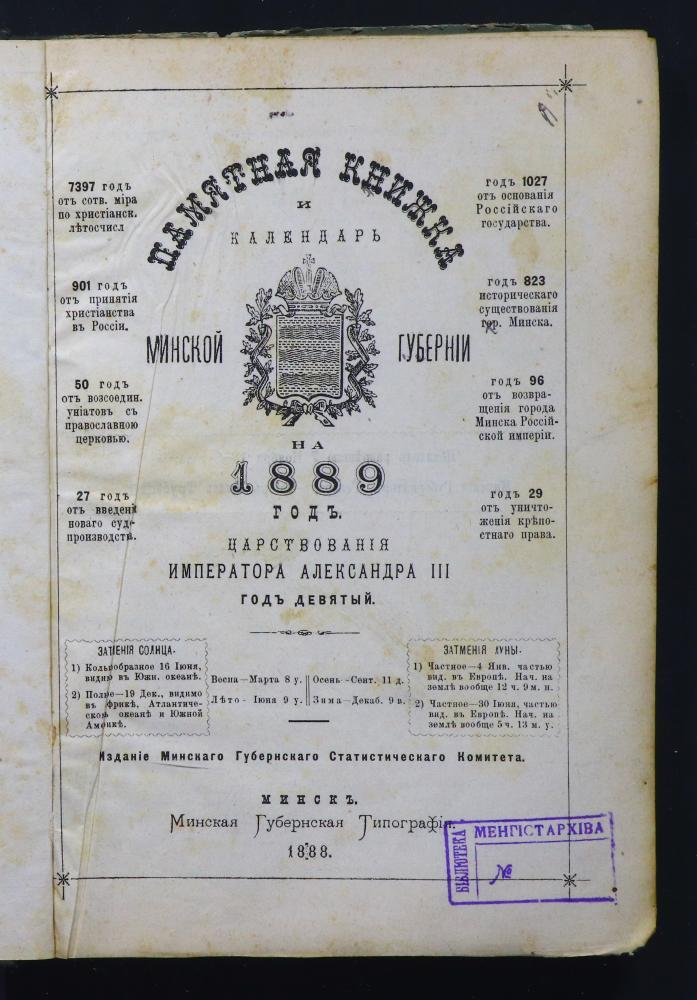 ПАМЯТНАЯ КНИЖКА
И
КАЛЕНДАРЬ
МИНСКОЙ ГУБЕРНІИ
НА
1889
ГОДЪ.
ЦАРСТВОВАНІЯ
ИМПЕРАТОРА АЛЕКСАНДРА III
ГОДЪ ДЕВЯТЫЙ.
7397 годъ
отъ сотв. міра
по христіанск.
лѣтосчисл
901 годъ
отъ принятія
христіанства
въ Россіи.
50 годъ
отъ возсоедин.
уніатовъ съ
православною
церковью.
27 годъ
отъ введені
новаго суд-
производств.
годъ 1027
отъ основанія
Россійскаго
государства.
годъ 823
историческаго
существованія
гор. Минска.
годъ 96
отъ возвра-
щенія города
Минска Россій-
ской имперіи.
годъ 29
отъ уничто-
женія крѣпо-
стнаго права.
ЗАТМЕНІЯ СОЛНЦА.
1) Кольцеобразное 16 Іюня,
видимо въ Южн. океанѣ.
2) Полное—19 Дек., видимо
въ Африкѣ, Атлантиче-
скомъ океанѣ и Южной
Америкѣ.
Весна—Марта 8 у. Осень—Сент. 11 д.
Лѣто - Іюня 9 у. Зима—Декаб. 9 в.
ЗАТМЕНІЯ ЛУНЫ.
1) Частное—4 Янв. частью
вид. въ Европѣ. Нач. на
землѣ вообще 12 ч. 9 м. п.
2) Частное—30 Іюня, частью
вид. въ Европѣ. Нач. на
землѣ вообще 5 ч. 13 м. у.
Изданіе Минскаго Губернскаго Статистическаго Комитета.
МИНСКЪ.
Минская Губернская Типографія.
1888.
БІБЛІОТЕКА
МЕНГІСТАРХІВА
№